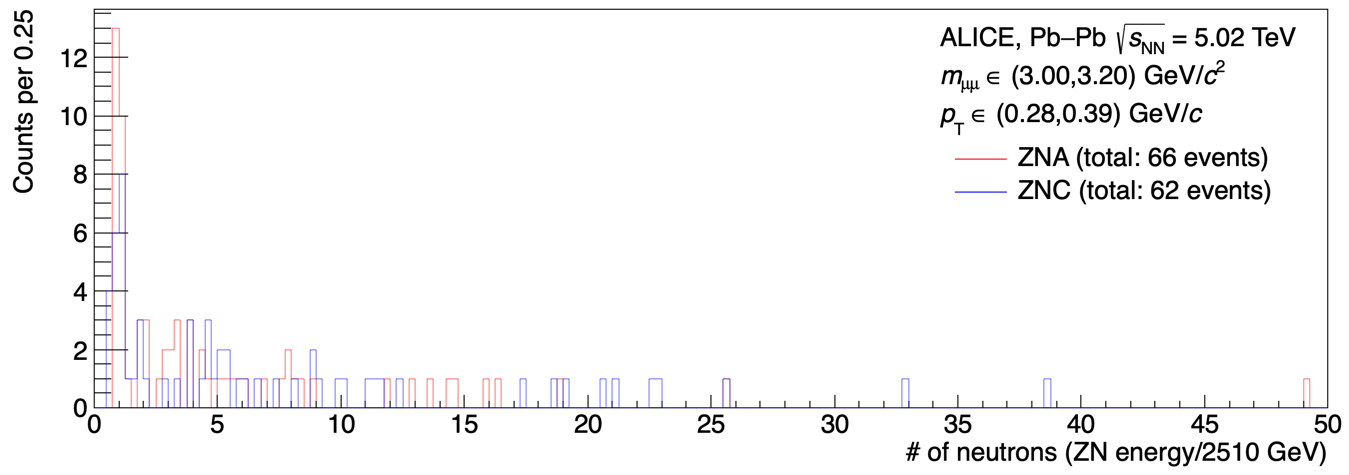 Counts per 0.25
12
10
8
6
4
2
0
ALICE, Pb–Pb √sNN = 5.02 TeV
mμμ ∈ (3.00,3.20) GeV/c²
pT ∈ (0.28,0.39) GeV/c
ZNA (total: 66 events)
ZNC (total: 62 events)
0 5 10 15 20 25 30 35 40 45 50
# of neutrons (ZN energy/2510 GeV)